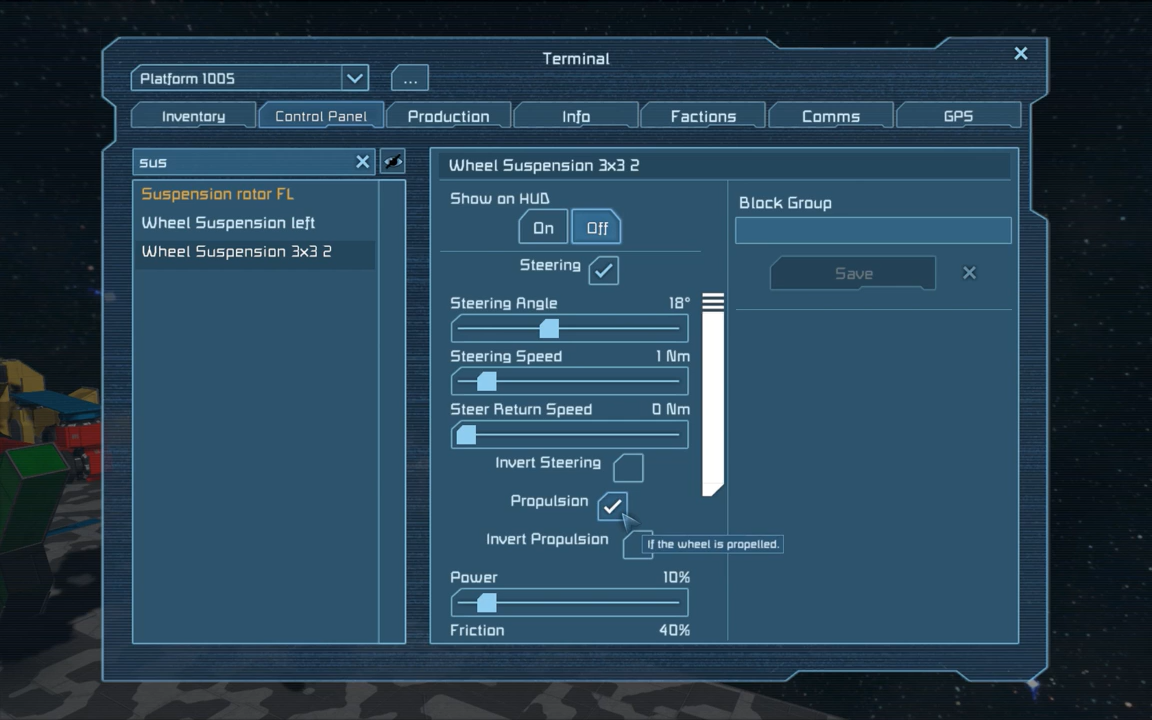 Terminal
Platform 1005
...
Inventory
Control Panel
Production
Info
Factions
Comms
GPS
sus
Suspension rotor FL
Wheel Suspension left
Wheel Suspension 3x3 2
Wheel Suspension 3x3 2
Show on HUD
On
Off
Steering
Steering Angle 18°
Steering Speed 1 Nm
Steer Return Speed 0 Nm
Invert Steering
Propulsion
Invert Propulsion
If the wheel is propelled.
Power 10%
Friction 40%
Block Group
Save